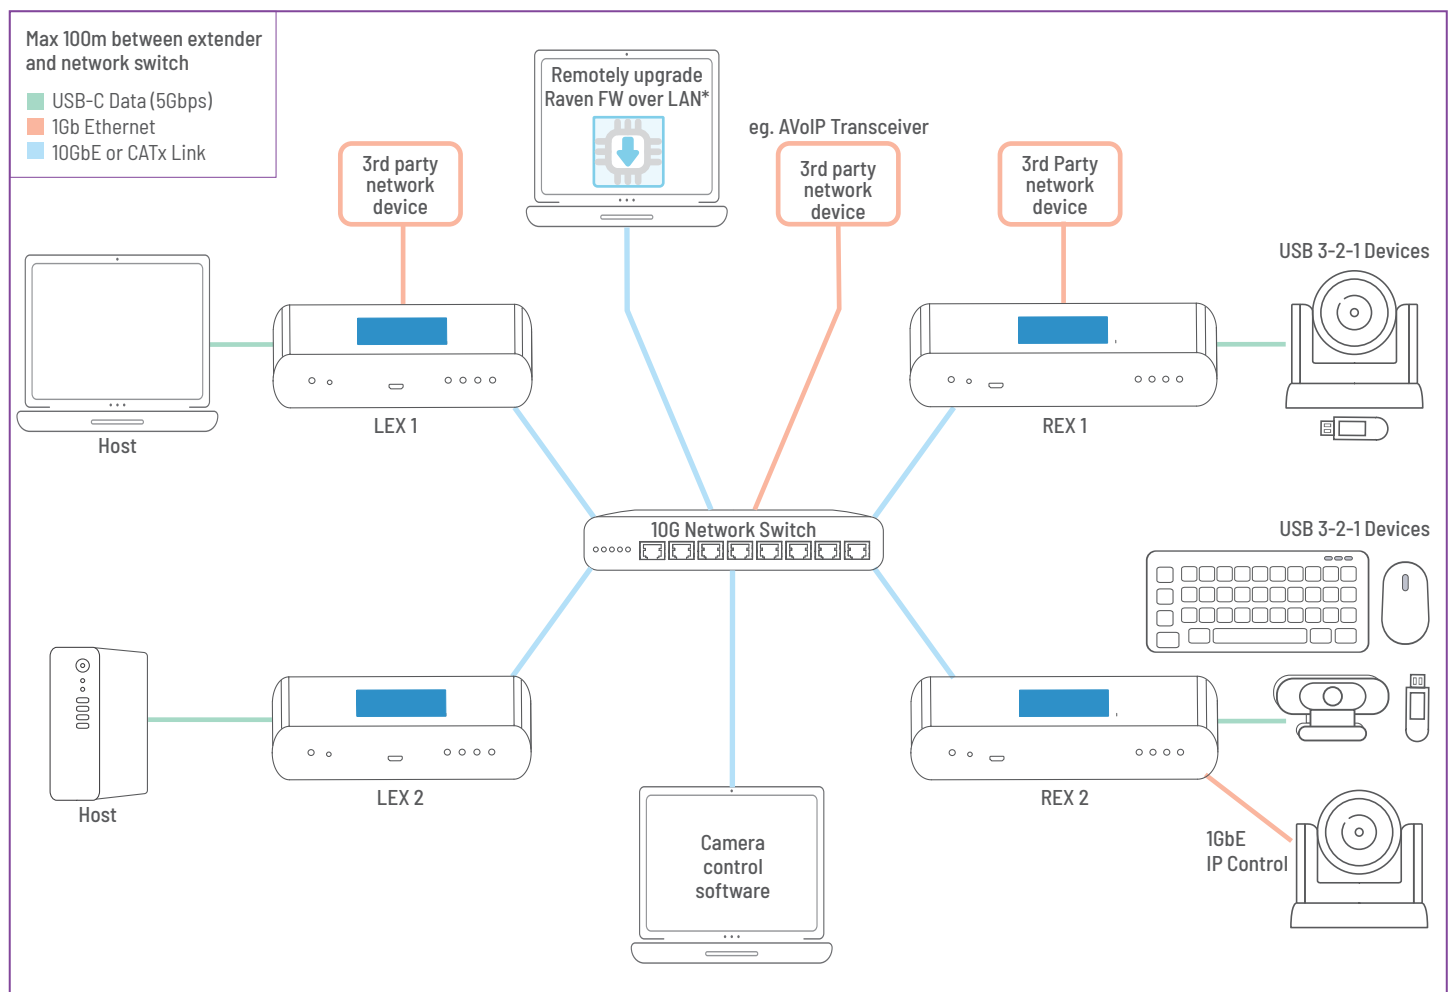 Max 100m between extender
and network switch
USB-C Data (5Gbps)
1Gb Ethernet
10GbE or CATx Link
Remotely upgrade
Raven FW over LAN*
eg. AVoIP Transceiver
3rd party
network
device
3rd party
network
device
3rd Party
network
device
USB 3-2-1 Devices
Host
LEX 1
REX 1
10G Network Switch
USB 3-2-1 Devices
Host
LEX 2
REX 2
1GbE
IP Control
Camera
control
software